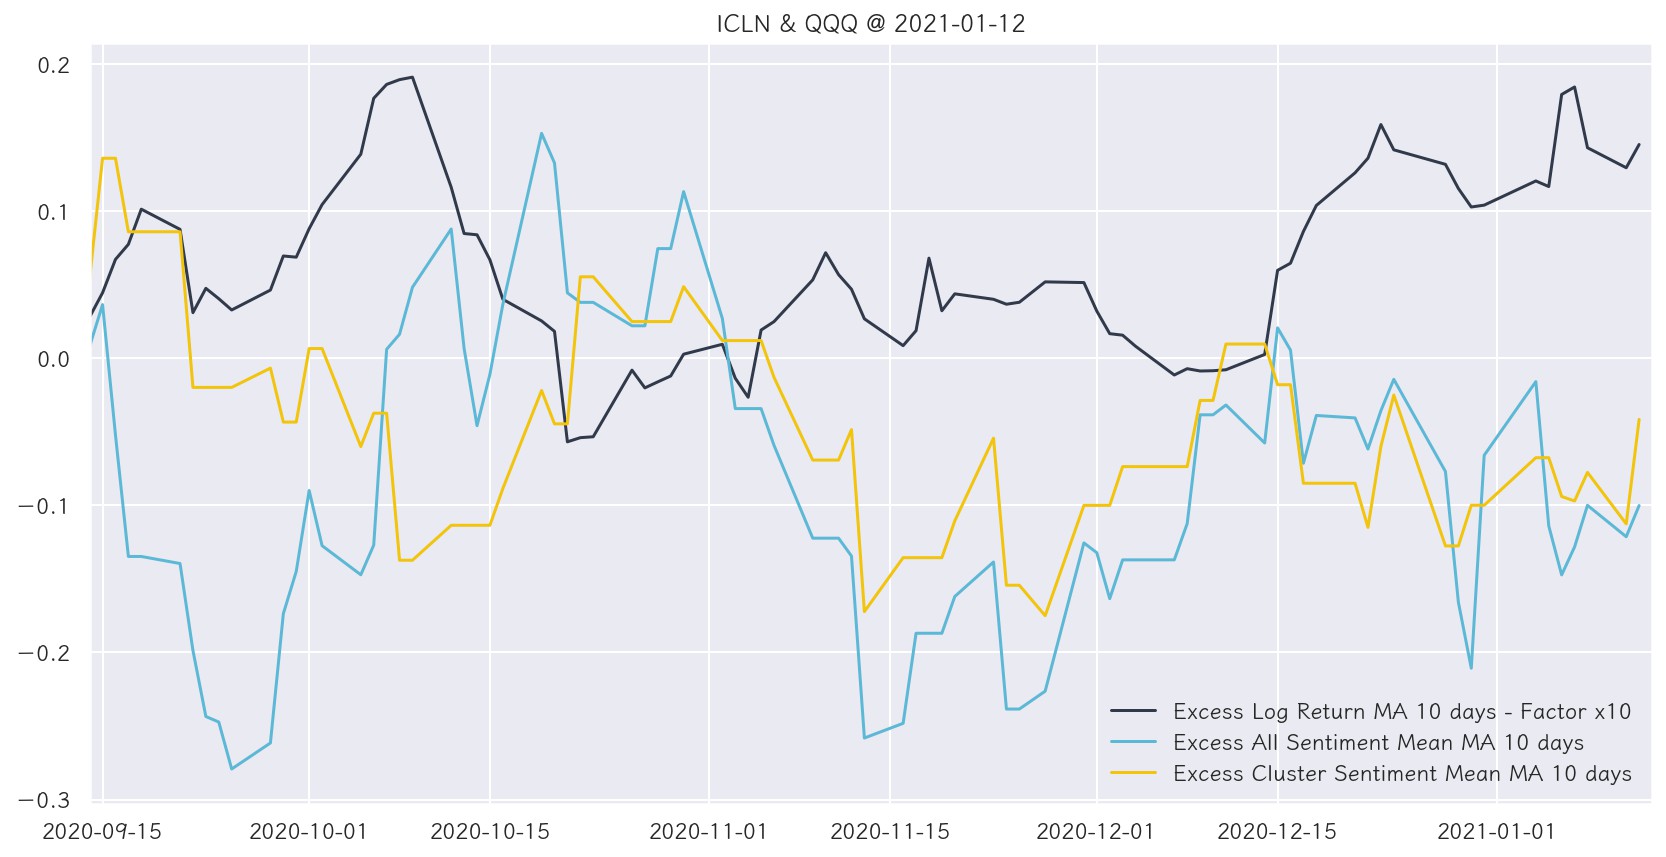 ICLN & QQQ @ 2021-01-12
0.2
0.1
0.0
−0.1
−0.2
−0.3
Excess Log Return MA 10 days - Factor x10
Excess All Sentiment Mean MA 10 days
Excess Cluster Sentiment Mean MA 10 days
2020-09-15 2020-10-01 2020-10-15 2020-11-01 2020-11-15 2020-12-01 2020-12-15 2021-01-01